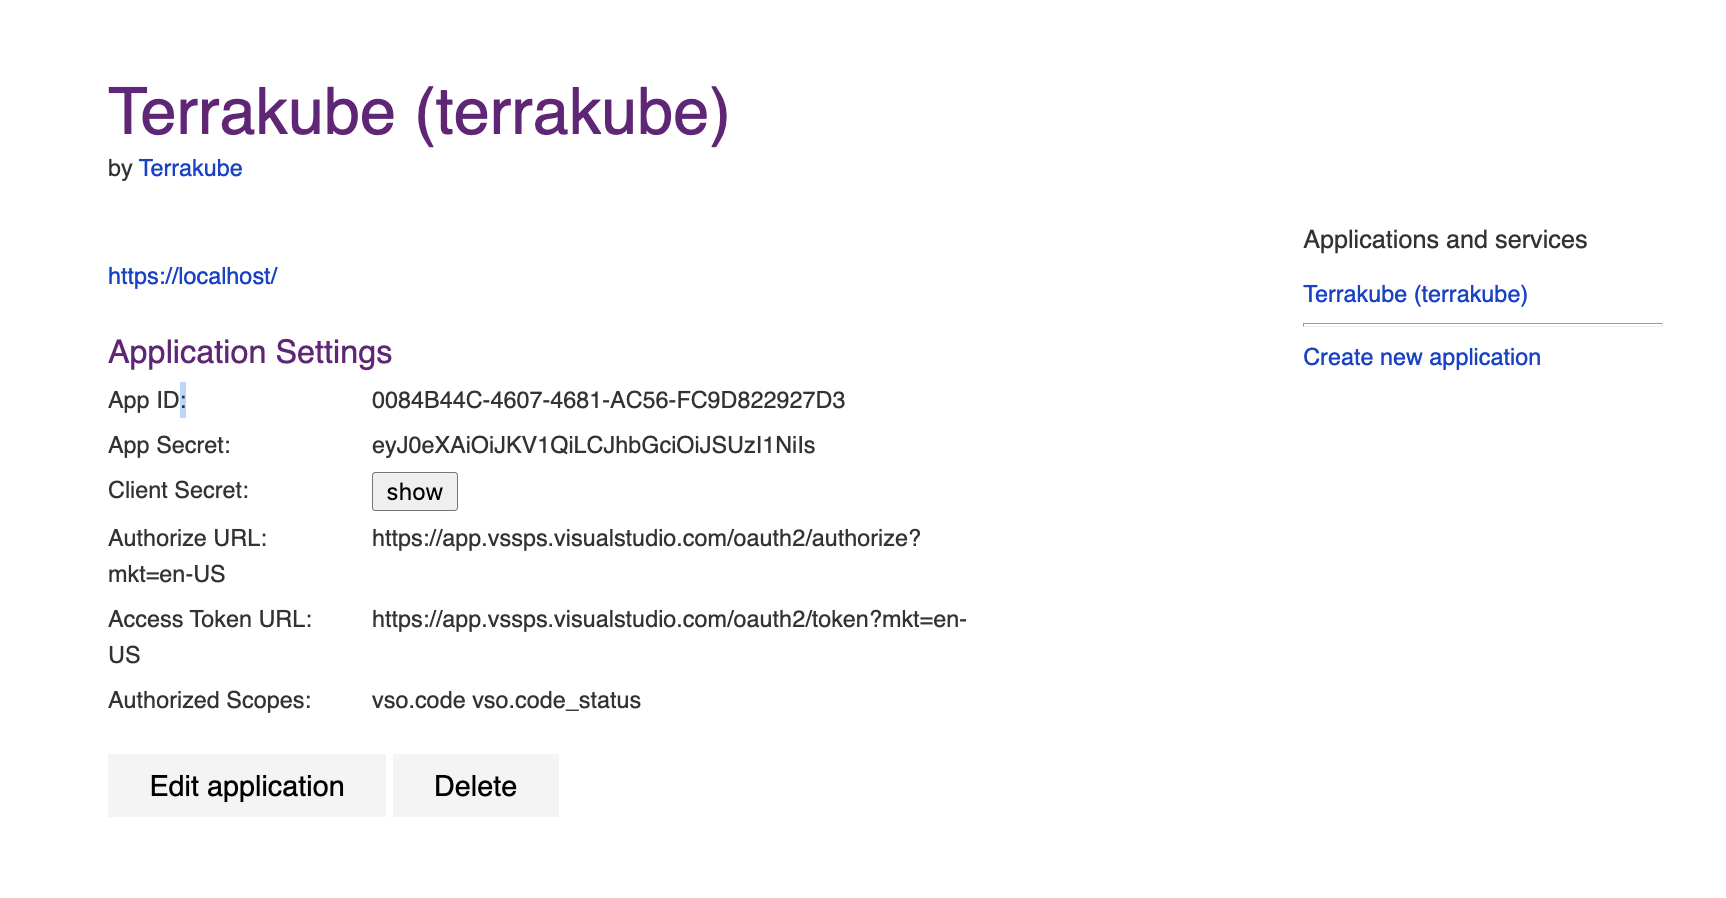 Terrakube (terrakube)
by Terrakube
https://localhost/
Application Settings
App ID: 0084B44C-4607-4681-AC56-FC9D822927D3
App Secret: eyJ0eXAiOiJKV1QiLCJhbGciOiJSUzI1NiIs
Client Secret: show
Authorize URL: https://app.vssps.visualstudio.com/oauth2/authorize?
mkt=en-US
Access Token URL: https://app.vssps.visualstudio.com/oauth2/token?mkt=en-
US
Authorized Scopes: vso.code vso.code_status
Edit application Delete
Applications and services
Terrakube (terrakube)
Create new application